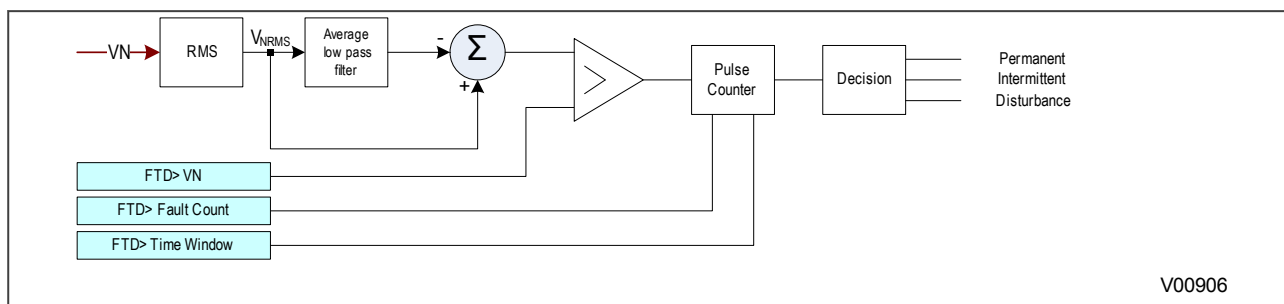 VN
RMS
VNRMS
Average
low pass
filter
-
Σ
+
>
Pulse
Counter
Decision
Permanent
Intermittent
Disturbance
FTD> VN
FTD> Fault Count
FTD> Time Window
V00906